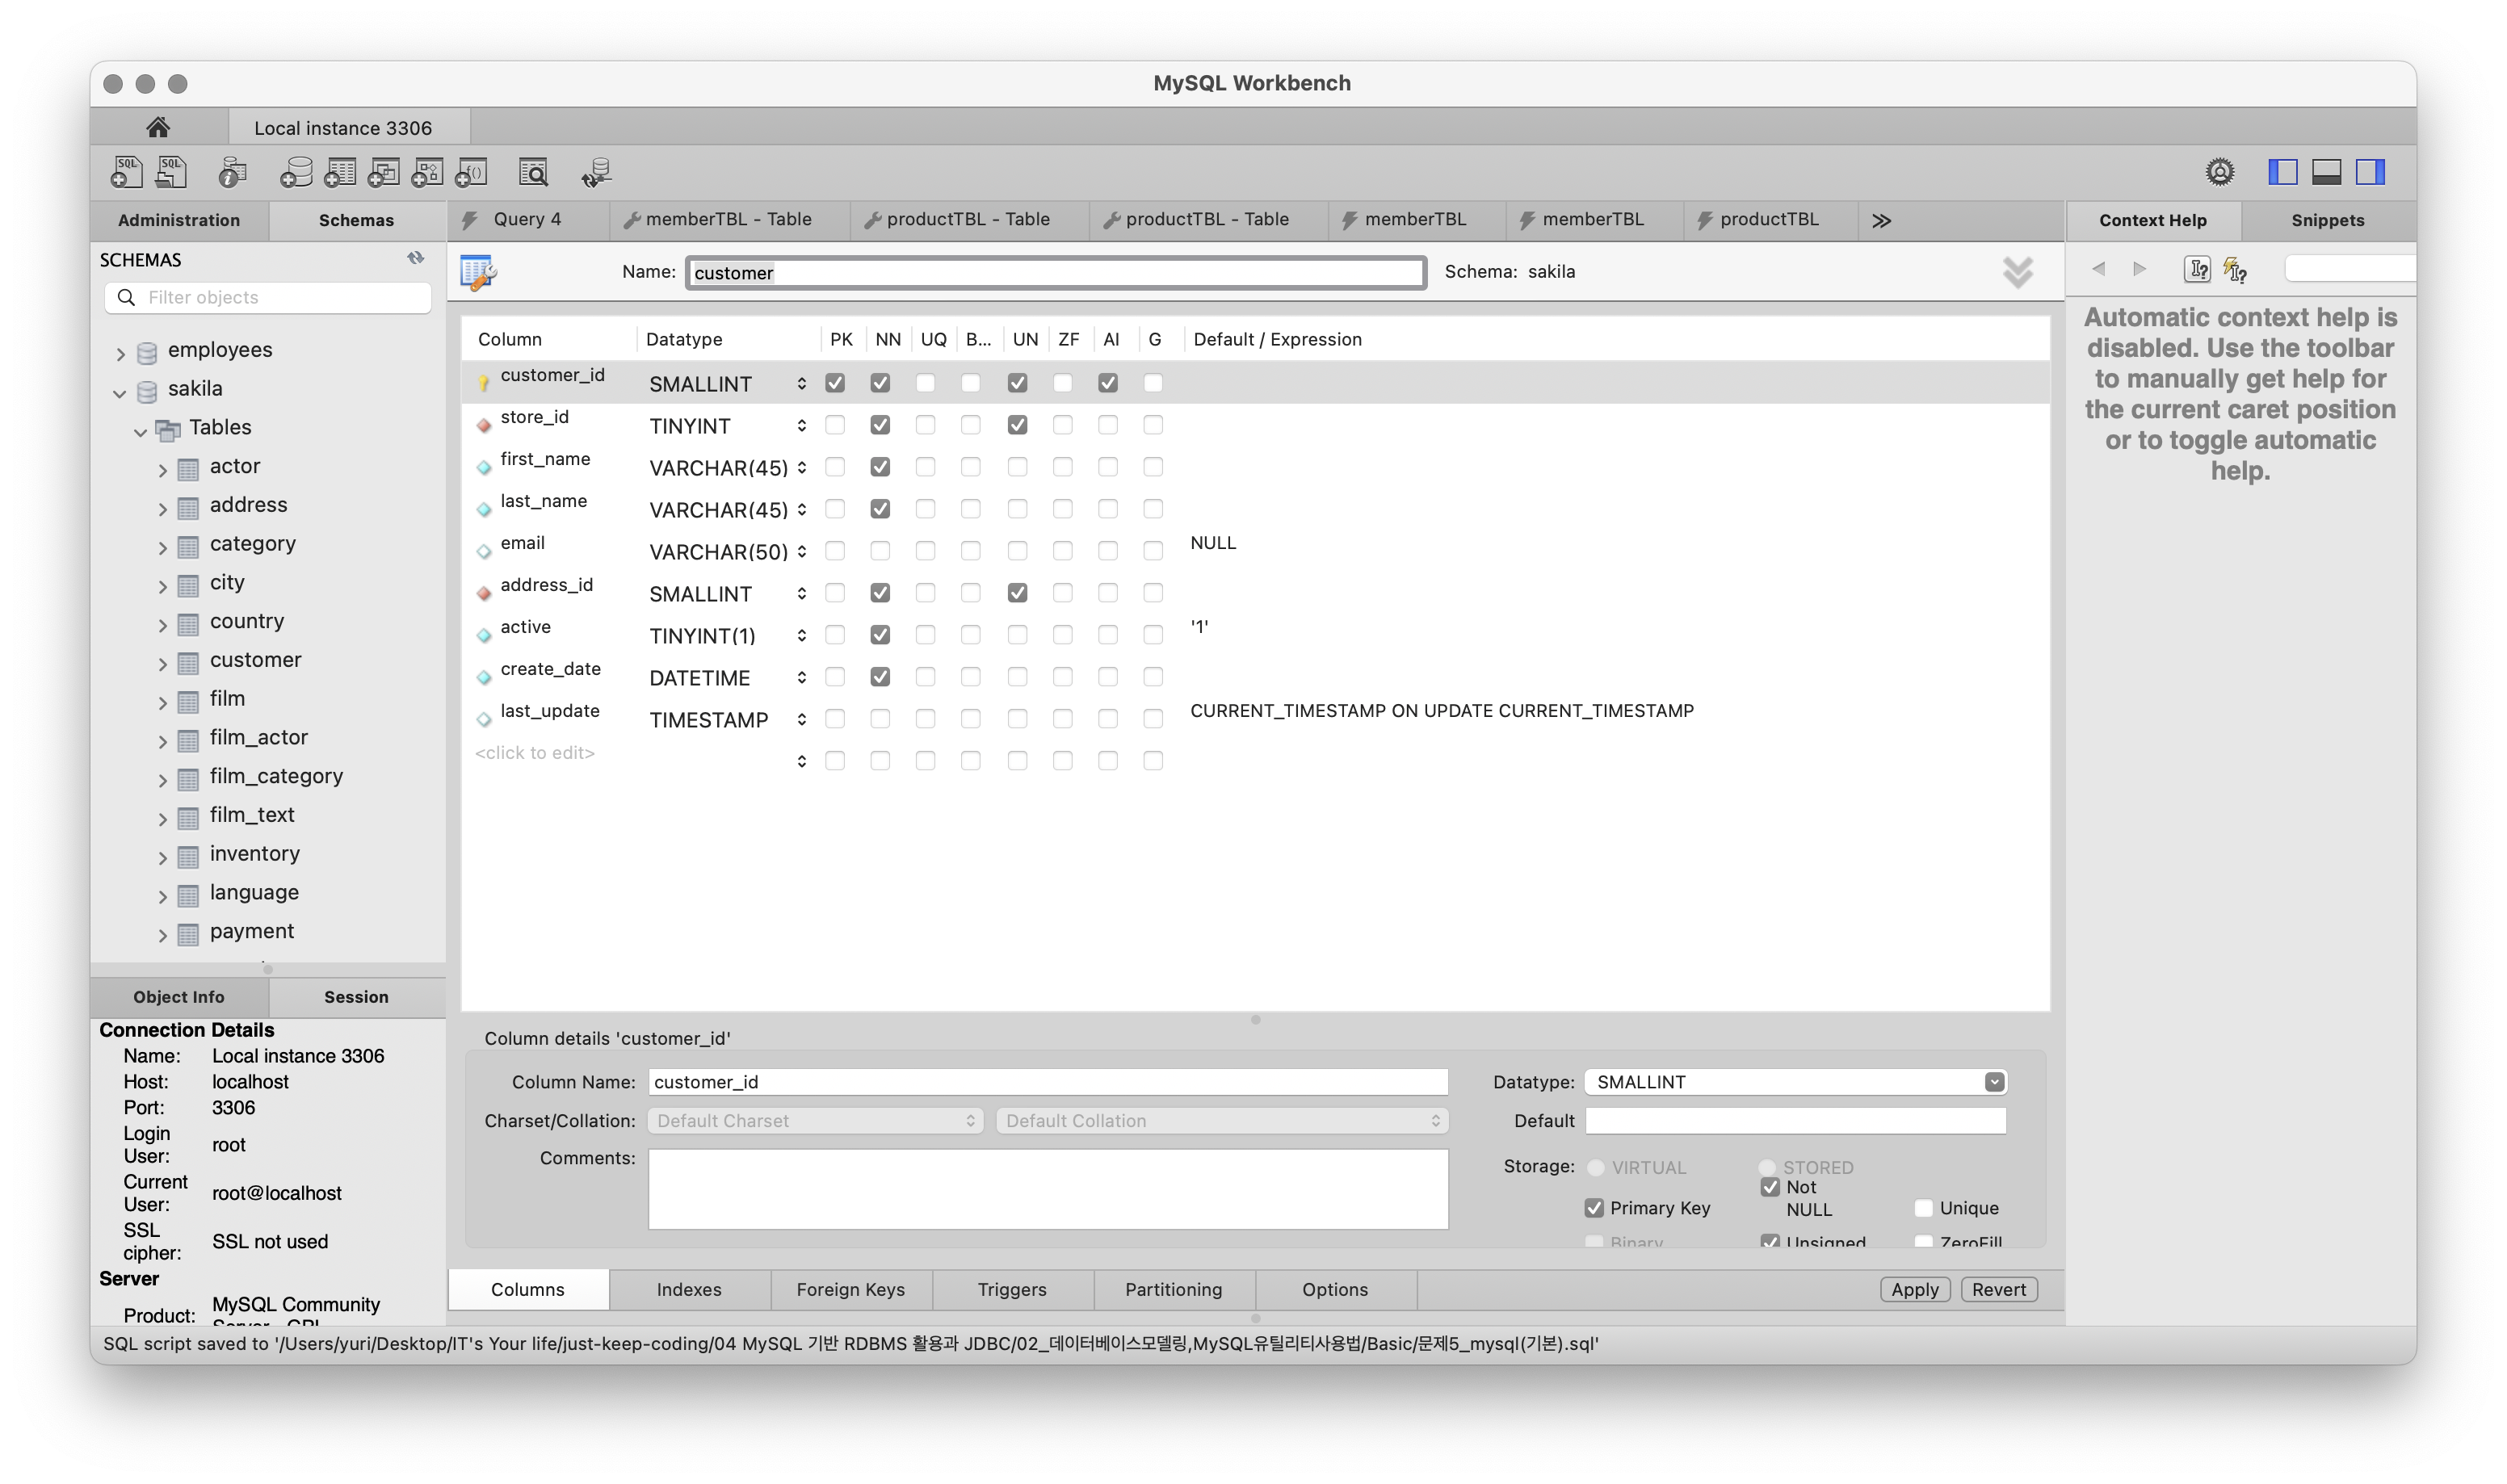 MySQL Workbench
Local instance 3306
SQL SQL
Administration Schemas
Query 4 memberTBL - Table productTBL - Table productTBL - Table memberTBL memberTBL productTBL
Context Help Snippets
SCHEMAS
Filter objects
employees
sakila
Tables
actor
address
category
city
country
customer
film
film_actor
film_category
film_text
inventory
language
payment
Name: customer Schema: sakila
Column Datatype PK NN UQ B... UN ZF AI G Default / Expression
customer_id SMALLINT
store_id TINYINT
first_name VARCHAR(45)
last_name VARCHAR(45)
email VARCHAR(50) NULL
address_id SMALLINT
active TINYINT(1) '1'
create_date DATETIME
last_update TIMESTAMP CURRENT_TIMESTAMP ON UPDATE CURRENT_TIMESTAMP
<click to edit>
Automatic context help is
disabled. Use the toolbar
to manually get help for
the current caret position
or to toggle automatic
help.
Object Info Session
Connection Details
Name: Local instance 3306
Host: localhost
Port: 3306
Login
User: root
Current
User: root@localhost
SSL
cipher: SSL not used
Server
Product: MySQL Community
Server - GPL
Column details 'customer_id'
Column Name: customer_id
Charset/Collation: Default Charset Default Collation
Comments:
Datatype: SMALLINT
Default
Storage: VIRTUAL STORED
Primary Key Not
NULL Unique
Binary Unsigned ZeroFill
Columns Indexes Foreign Keys Triggers Partitioning Options
Apply Revert
SQL script saved to '/Users/yuri/Desktop/IT's Your life/just-keep-coding/04 MySQL 기반 RDBMS 활용과 JDBC/02_데이터베이스모델링,MySQL유틸리티사용법/Basic/문제5_mysql(기본).sql'